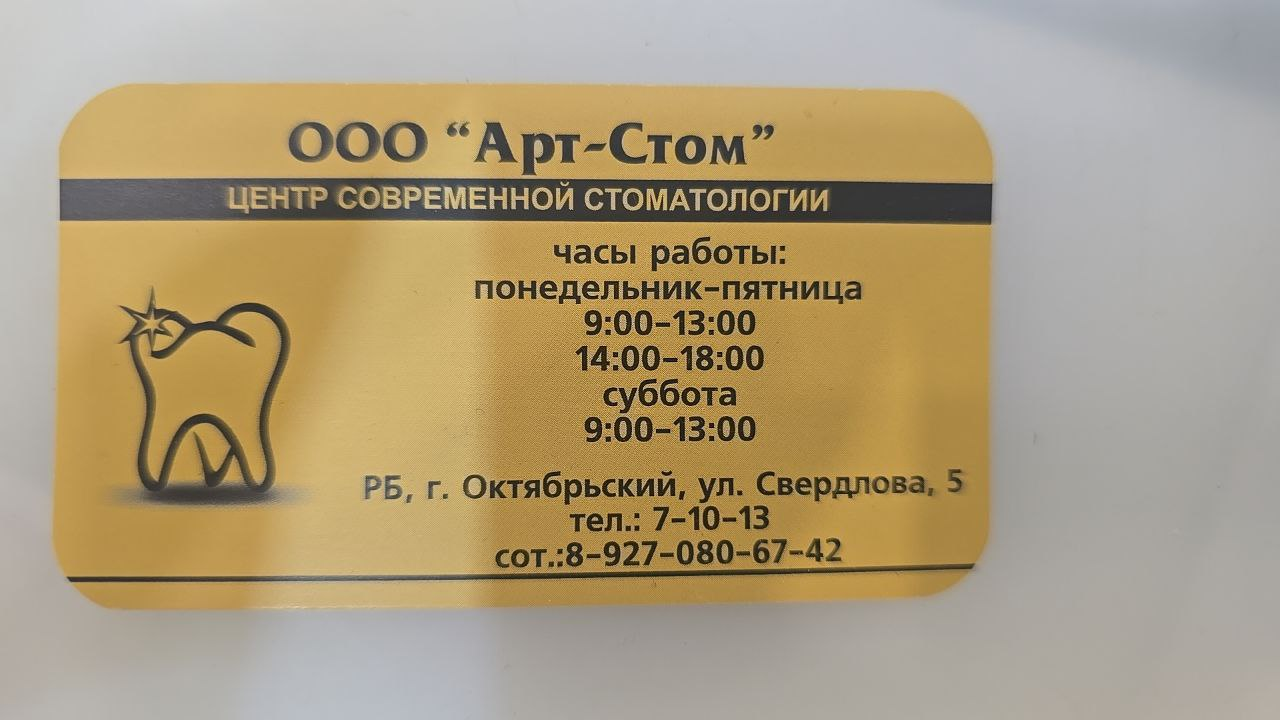 ООО “Арт-Стом”
ЦЕНТР СОВРЕМЕННОЙ СТОМАТОЛОГИИ
часы работы:
понедельник-пятница
9:00-13:00
14:00-18:00
суббота
9:00-13:00
РБ, г. Октябрьский, ул. Свердлова, 5
тел.: 7-10-13
сот.:8-927-080-67-42